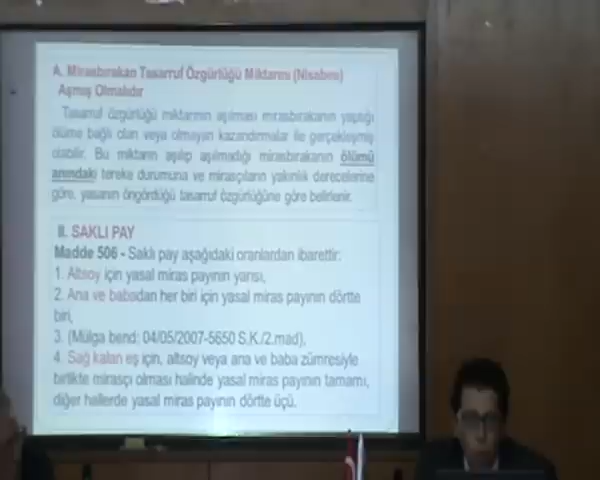 A. Mirasbırakan Tasarruf Özgürlüğü Miktarını (Nisabını)
Aşmış Olmalıdır
Tasarruf özgürlüğü miktarının aşılması mirasbırakanın yaptığı
ölüme bağlı olan veya olmayan kazandırmalar ile gerçekleşmiş
olabilir. Bu miktarın aşılıp aşılmadığı mirasbırakanın ölümü
anındaki tereke durumuna ve mirasçıların yakınlık derecelerine
göre, yasanın öngördüğü tasarruf özgürlüğüne göre belirlenir.
II. SAKLI PAY
Madde 506 - Saklı pay aşağıdaki oranlardan ibarettir:
1. Altsoy için yasal miras payının yarısı,
2. Ana ve babadan her biri için yasal miras payının dörtte
biri,
3. (Mülga bend: 04/05/2007-5650 S.K./2.mad).
4. Sağ kalan eş için, altsoy veya ana ve baba zümresiyle
birlikte mirasçı olması halinde yasal miras payının tamamı,
diğer hallerde yasal miras payının dörtte üçü.